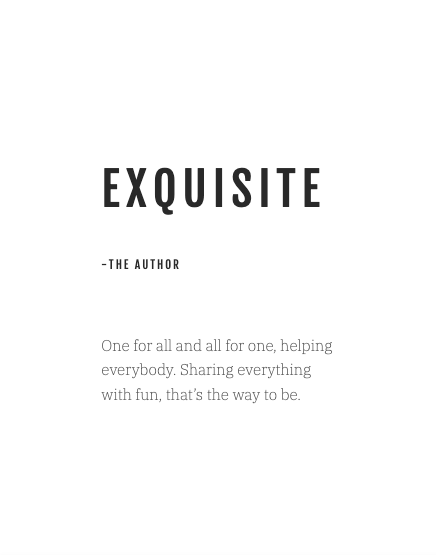 EXQUISITE
–THE AUTHOR
One for all and all for one, helping
everybody. Sharing everything
with fun, that’s the way to be.